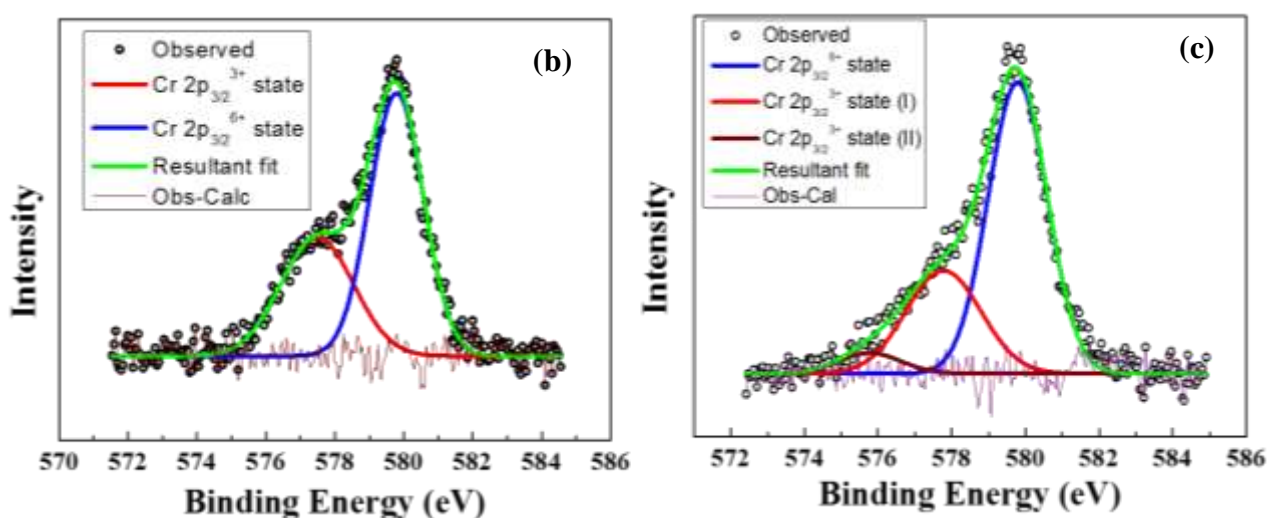 (b)
Observed
Cr 2p3/2 3+ state
Cr 2p3/2 6+ state
Resultant fit
Obs-Calc
Intensity
570 572 574 576 578 580 582 584 586
Binding Energy (eV)
(c)
Observed
Cr 2p3/2 6+ state
Cr 2p3/2 3+ state (I)
Cr 2p3/2 3+ state (II)
Resultant fit
Obs-Cal
Intensity
572 574 576 578 580 582 584 586
Binding Energy (eV)